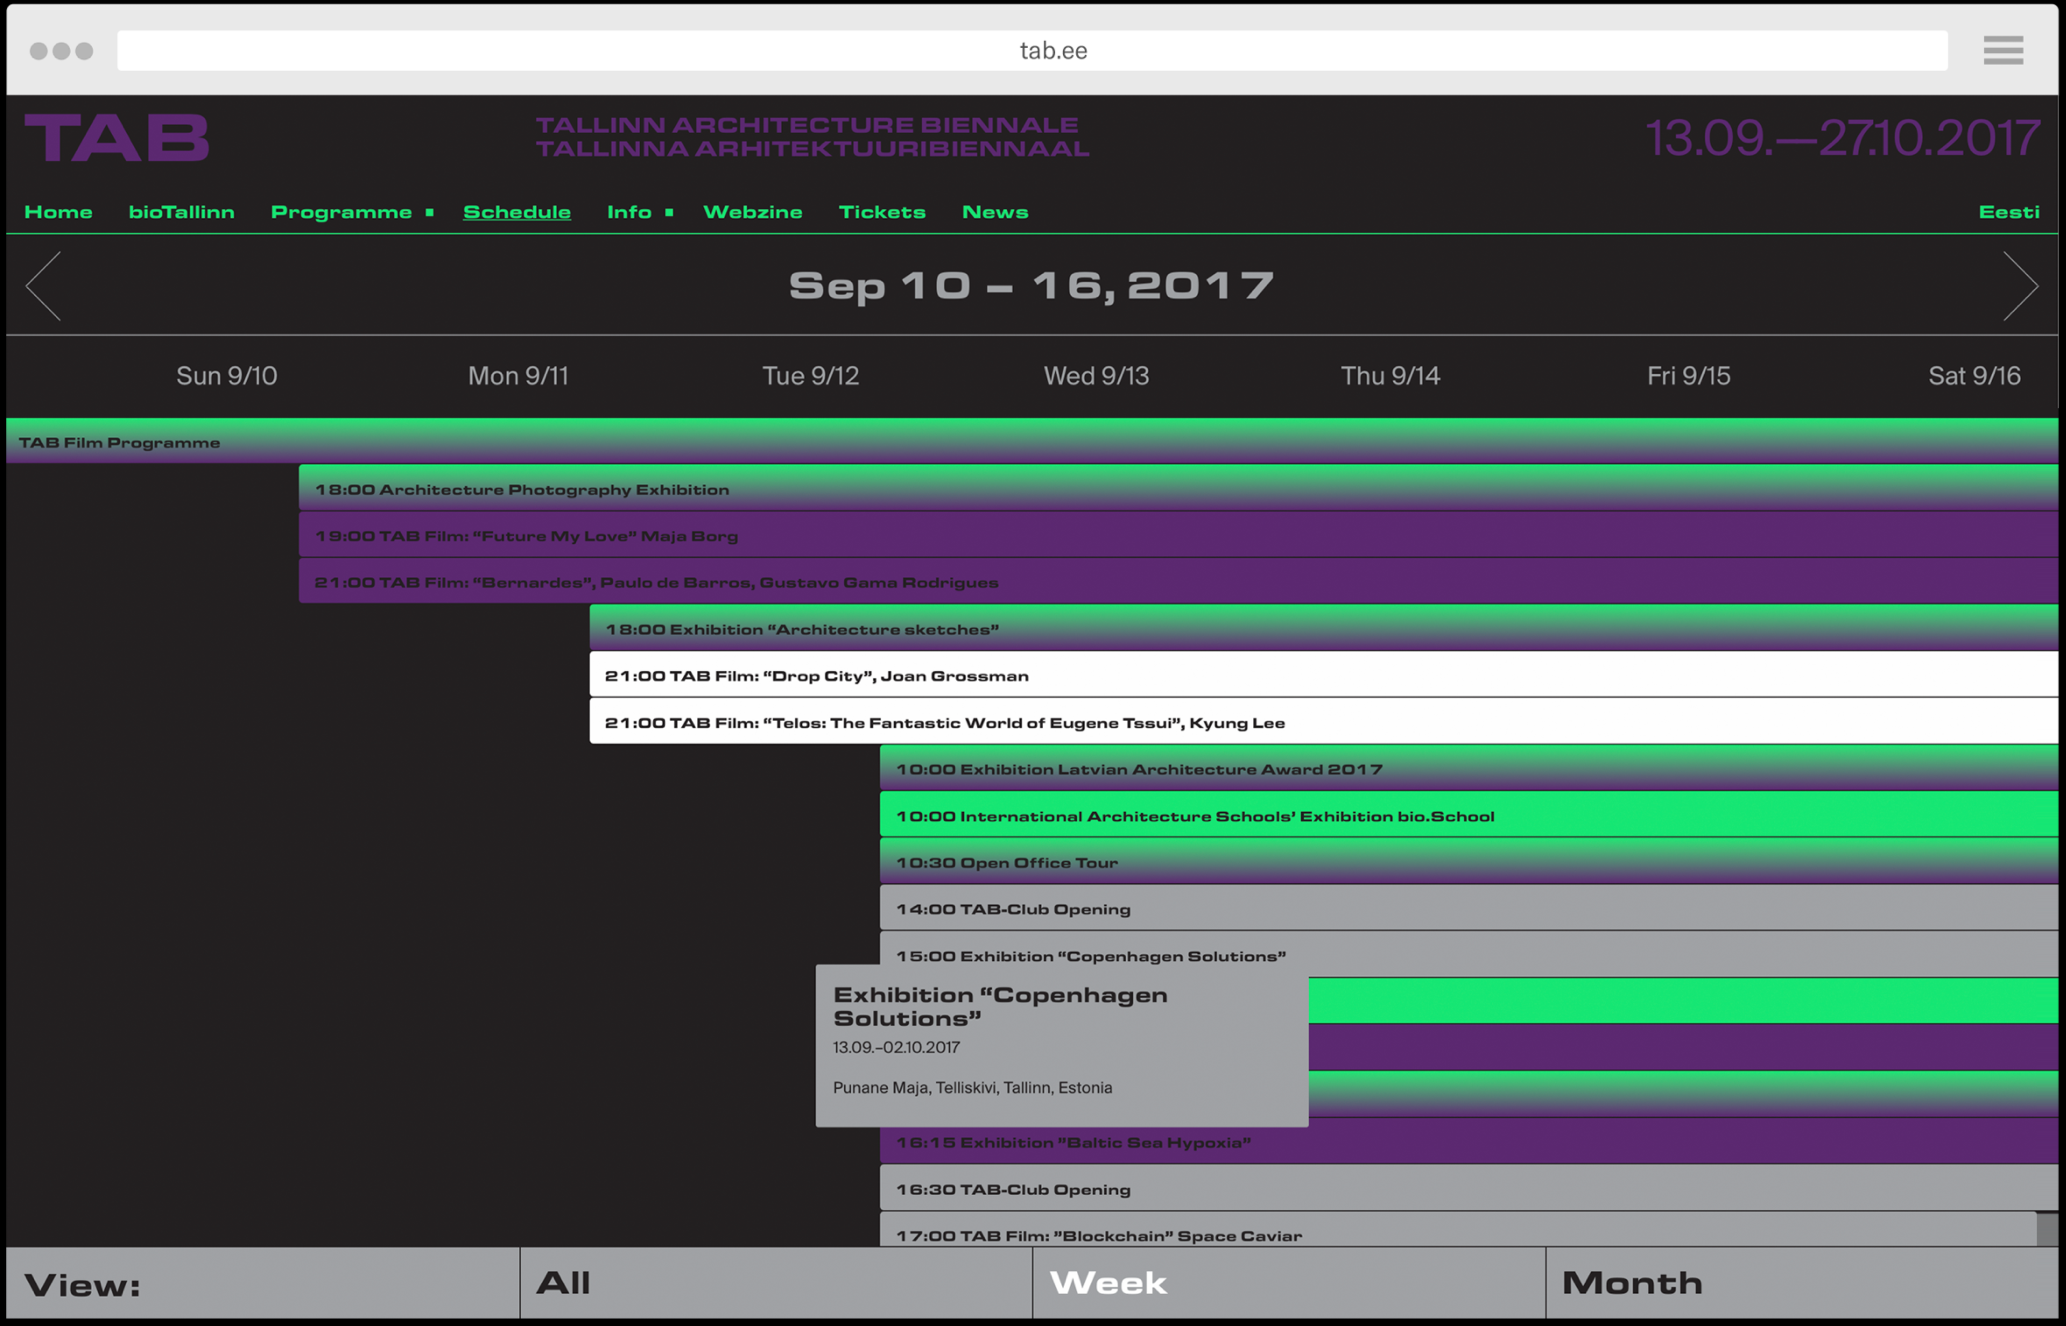 tab.ee
TAB
TALLINN ARCHITECTURE BIENNALE
TALLINNA ARHITEKTUURIBIENNAAL
13.09.—27.10.2017
Home bioTallinn Programme Schedule Info Webzine Tickets News Eesti
Sep 10 – 16, 2017
Sun 9/10 Mon 9/11 Tue 9/12 Wed 9/13 Thu 9/14 Fri 9/15 Sat 9/16
TAB Film Programme
18:00 Architecture Photography Exhibition
19:00 TAB Film: “Future My Love” Maja Borg
21:00 TAB Film: “Bernardes”, Paulo de Barros, Gustavo Gama Rodrigues
18:00 Exhibition “Architecture sketches”
21:00 TAB Film: “Drop City”, Joan Grossman
21:00 TAB Film: “Telos: The Fantastic World of Eugene Tssui”, Kyung Lee
10:00 Exhibition Latvian Architecture Award 2017
10:00 International Architecture Schools’ Exhibition bio.School
10:30 Open Office Tour
14:00 TAB-Club Opening
15:00 Exhibition “Copenhagen Solutions”
Exhibition “Copenhagen
Solutions”
13.09.–02.10.2017
Punane Maja, Telliskivi, Tallinn, Estonia
16:15 Exhibition ”Baltic Sea Hypoxia”
16:30 TAB-Club Opening
17:00 TAB Film: ”Blockchain” Space Caviar
View: All Week Month